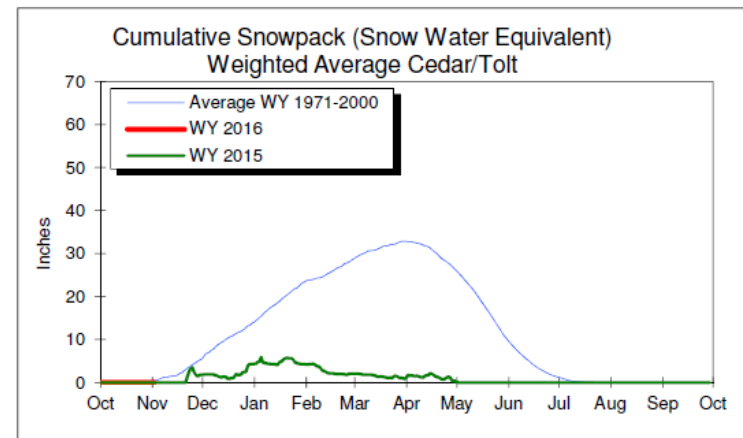 Cumulative Snowpack (Snow Water Equivalent)
Weighted Average Cedar/Tolt
70
60
50
40
30
20
10
0
Inches
Average WY 1971-2000
WY 2016
WY 2015
Oct Nov Dec Jan Feb Mar Apr May Jun Jul Aug Sep Oct